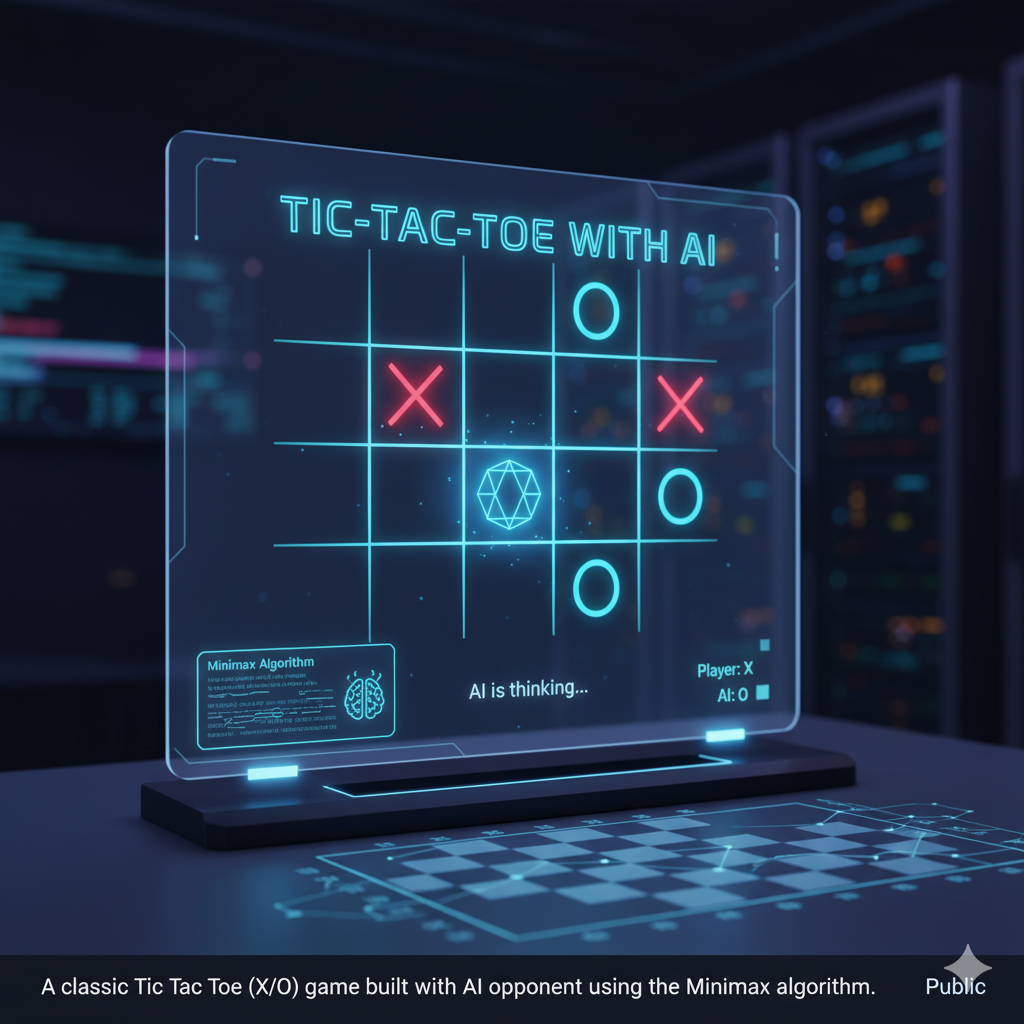 TIC-TAC-TOE WITH AI
O
X X
O
O
Minimax Algorithm
AI is thinking...
Player: X
AI: O
A classic Tic Tac Toe (X/O) game built with AI opponent using the Minimax algorithm.
Public